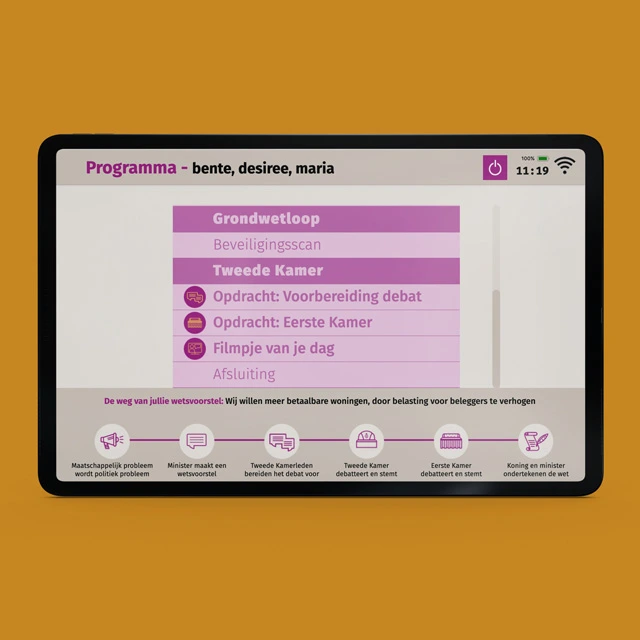 Programma - bente, desiree, maria
100%
11:19
Grondwetloop
Beveiligingsscan
Tweede Kamer
Opdracht: Voorbereiding debat
Opdracht: Eerste Kamer
Filmpje van je dag
Afsluiting
De weg van jullie wetsvoorstel: Wij willen meer betaalbare woningen, door belasting voor beleggers te verhogen
Maatschappelijk probleem
wordt politiek probleem
Minister maakt een
wetsvoorstel
Tweede Kamerleden
bereiden het debat voor
Tweede Kamer
debatteert en stemt
Eerste Kamer
debatteert en stemt
Koning en minister
ondertekenen de wet